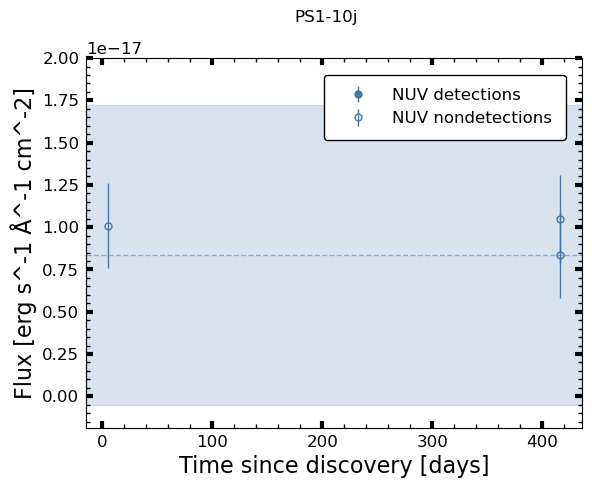 PS1-10j
1e−17
2.00
1.75
1.50
1.25
1.00
0.75
0.50
0.25
0.00
Flux [erg s^-1 Å^-1 cm^-2]
NUV detections
NUV nondetections
0 100 200 300 400
Time since discovery [days]